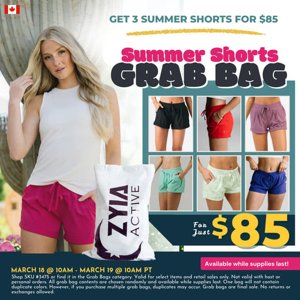 GET 3 SUMMER SHORTS FOR $85
Summer Shorts
GRAB BAG
ZYIA
ACTIVE
For
Just
$85
Available while supplies last!
MARCH 18 @ 10AM - MARCH 19 @ 10AM PT
Shop SKU #3475 or find it in the Grab Bags category. Valid for select items and retail sales only. Not valid with host or
personal orders. All grab bag contents are chosen randomly and available while supplies last. One bag will not contain
duplicate colors. However, if you purchase multiple grab bags, duplicates may occur. Grab bags are final sale. No returns or
exchanges allowed.